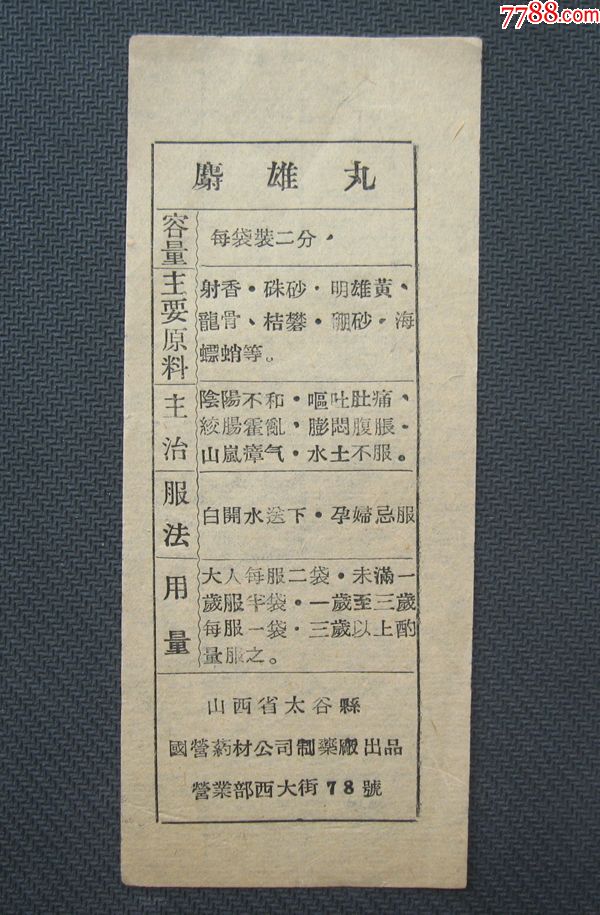 7788.com
麝雄丸
容量
每袋裝二分，
主要原料
射香・硃砂・明雄黃、
龍骨、桔礬・硼砂・海
螵蛸等。
主治
陰陽不和・嘔吐肚痛、
絞腸霍亂、膨悶腹脹、
山嵐瘴气・水土不服。
服法
白開水送下・孕婦忌服
用量
大人每服二袋・未滿一
歲服半袋。一歲至三歲
每服一袋・三歲以上酌
量服之。
山西省太谷縣
國營葯材公司制藥廠出品
營業部西大街78號